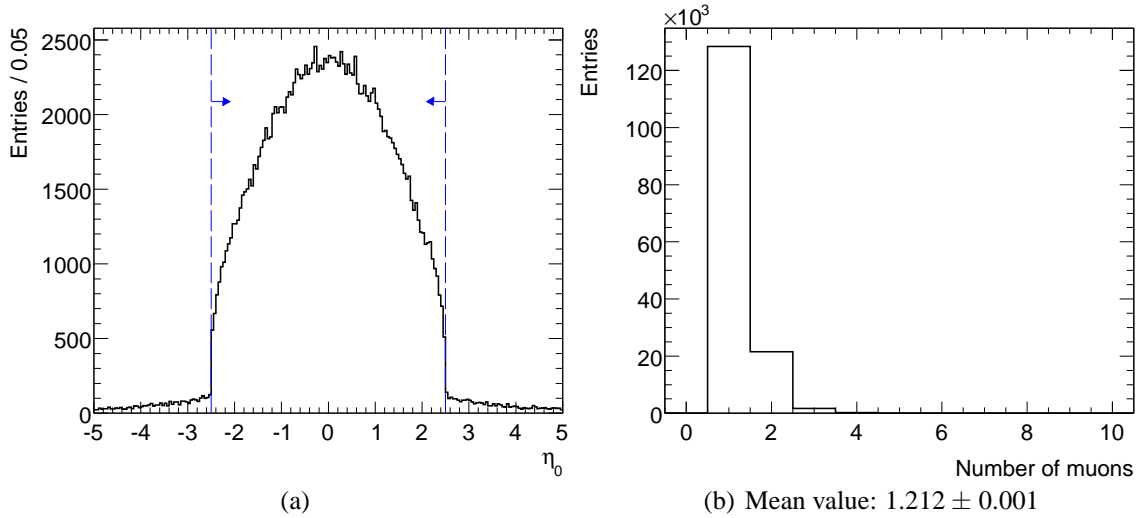 Entries / 0.05
2500
2000
1500
1000
500
0
-5 -4 -3 -2 -1 0 1 2 3 4 5
η0
(a)
×10³
Entries
120
100
80
60
40
20
0
0 2 4 6 8 10
Number of muons
(b) Mean value: 1.212 ± 0.001